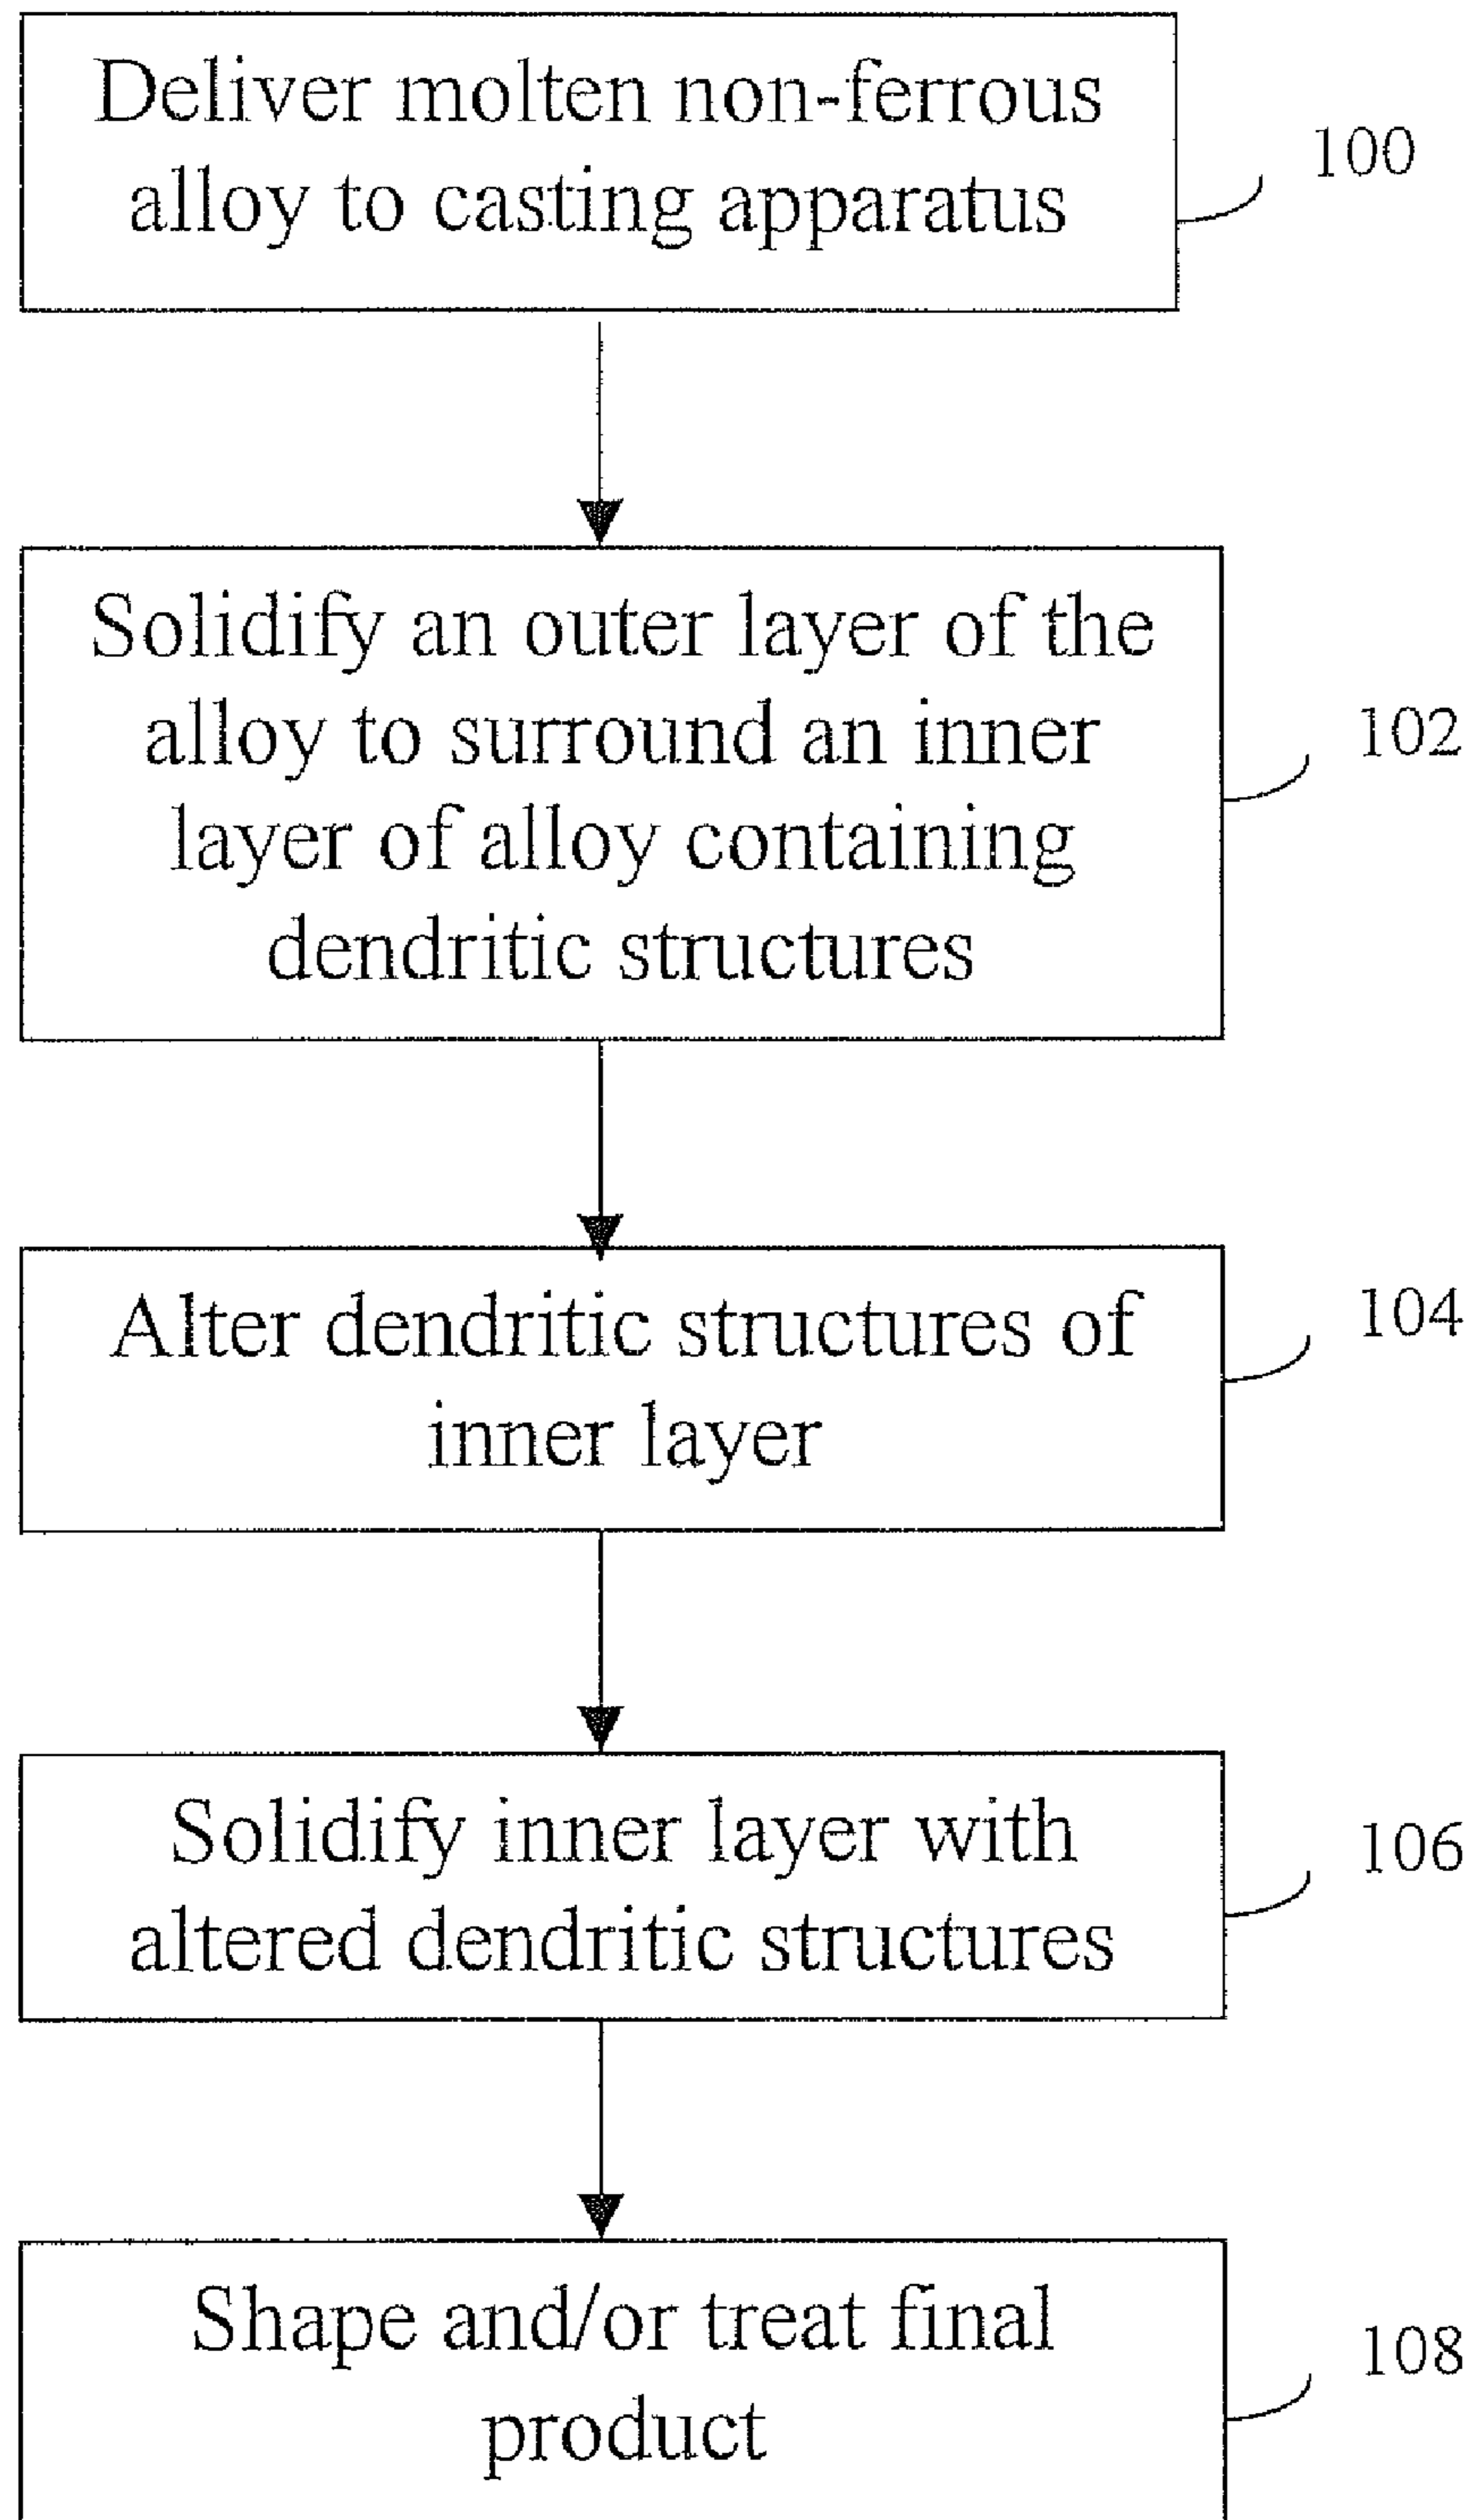 Deliver molten non-ferrous
alloy to casting apparatus
100
Solidify an outer layer of the
alloy to surround an inner
layer of alloy containing
dendritic structures
102
Alter dendritic structures of
inner layer
104
Solidify inner layer with
altered dendritic structures
106
Shape and/or treat final
product
108